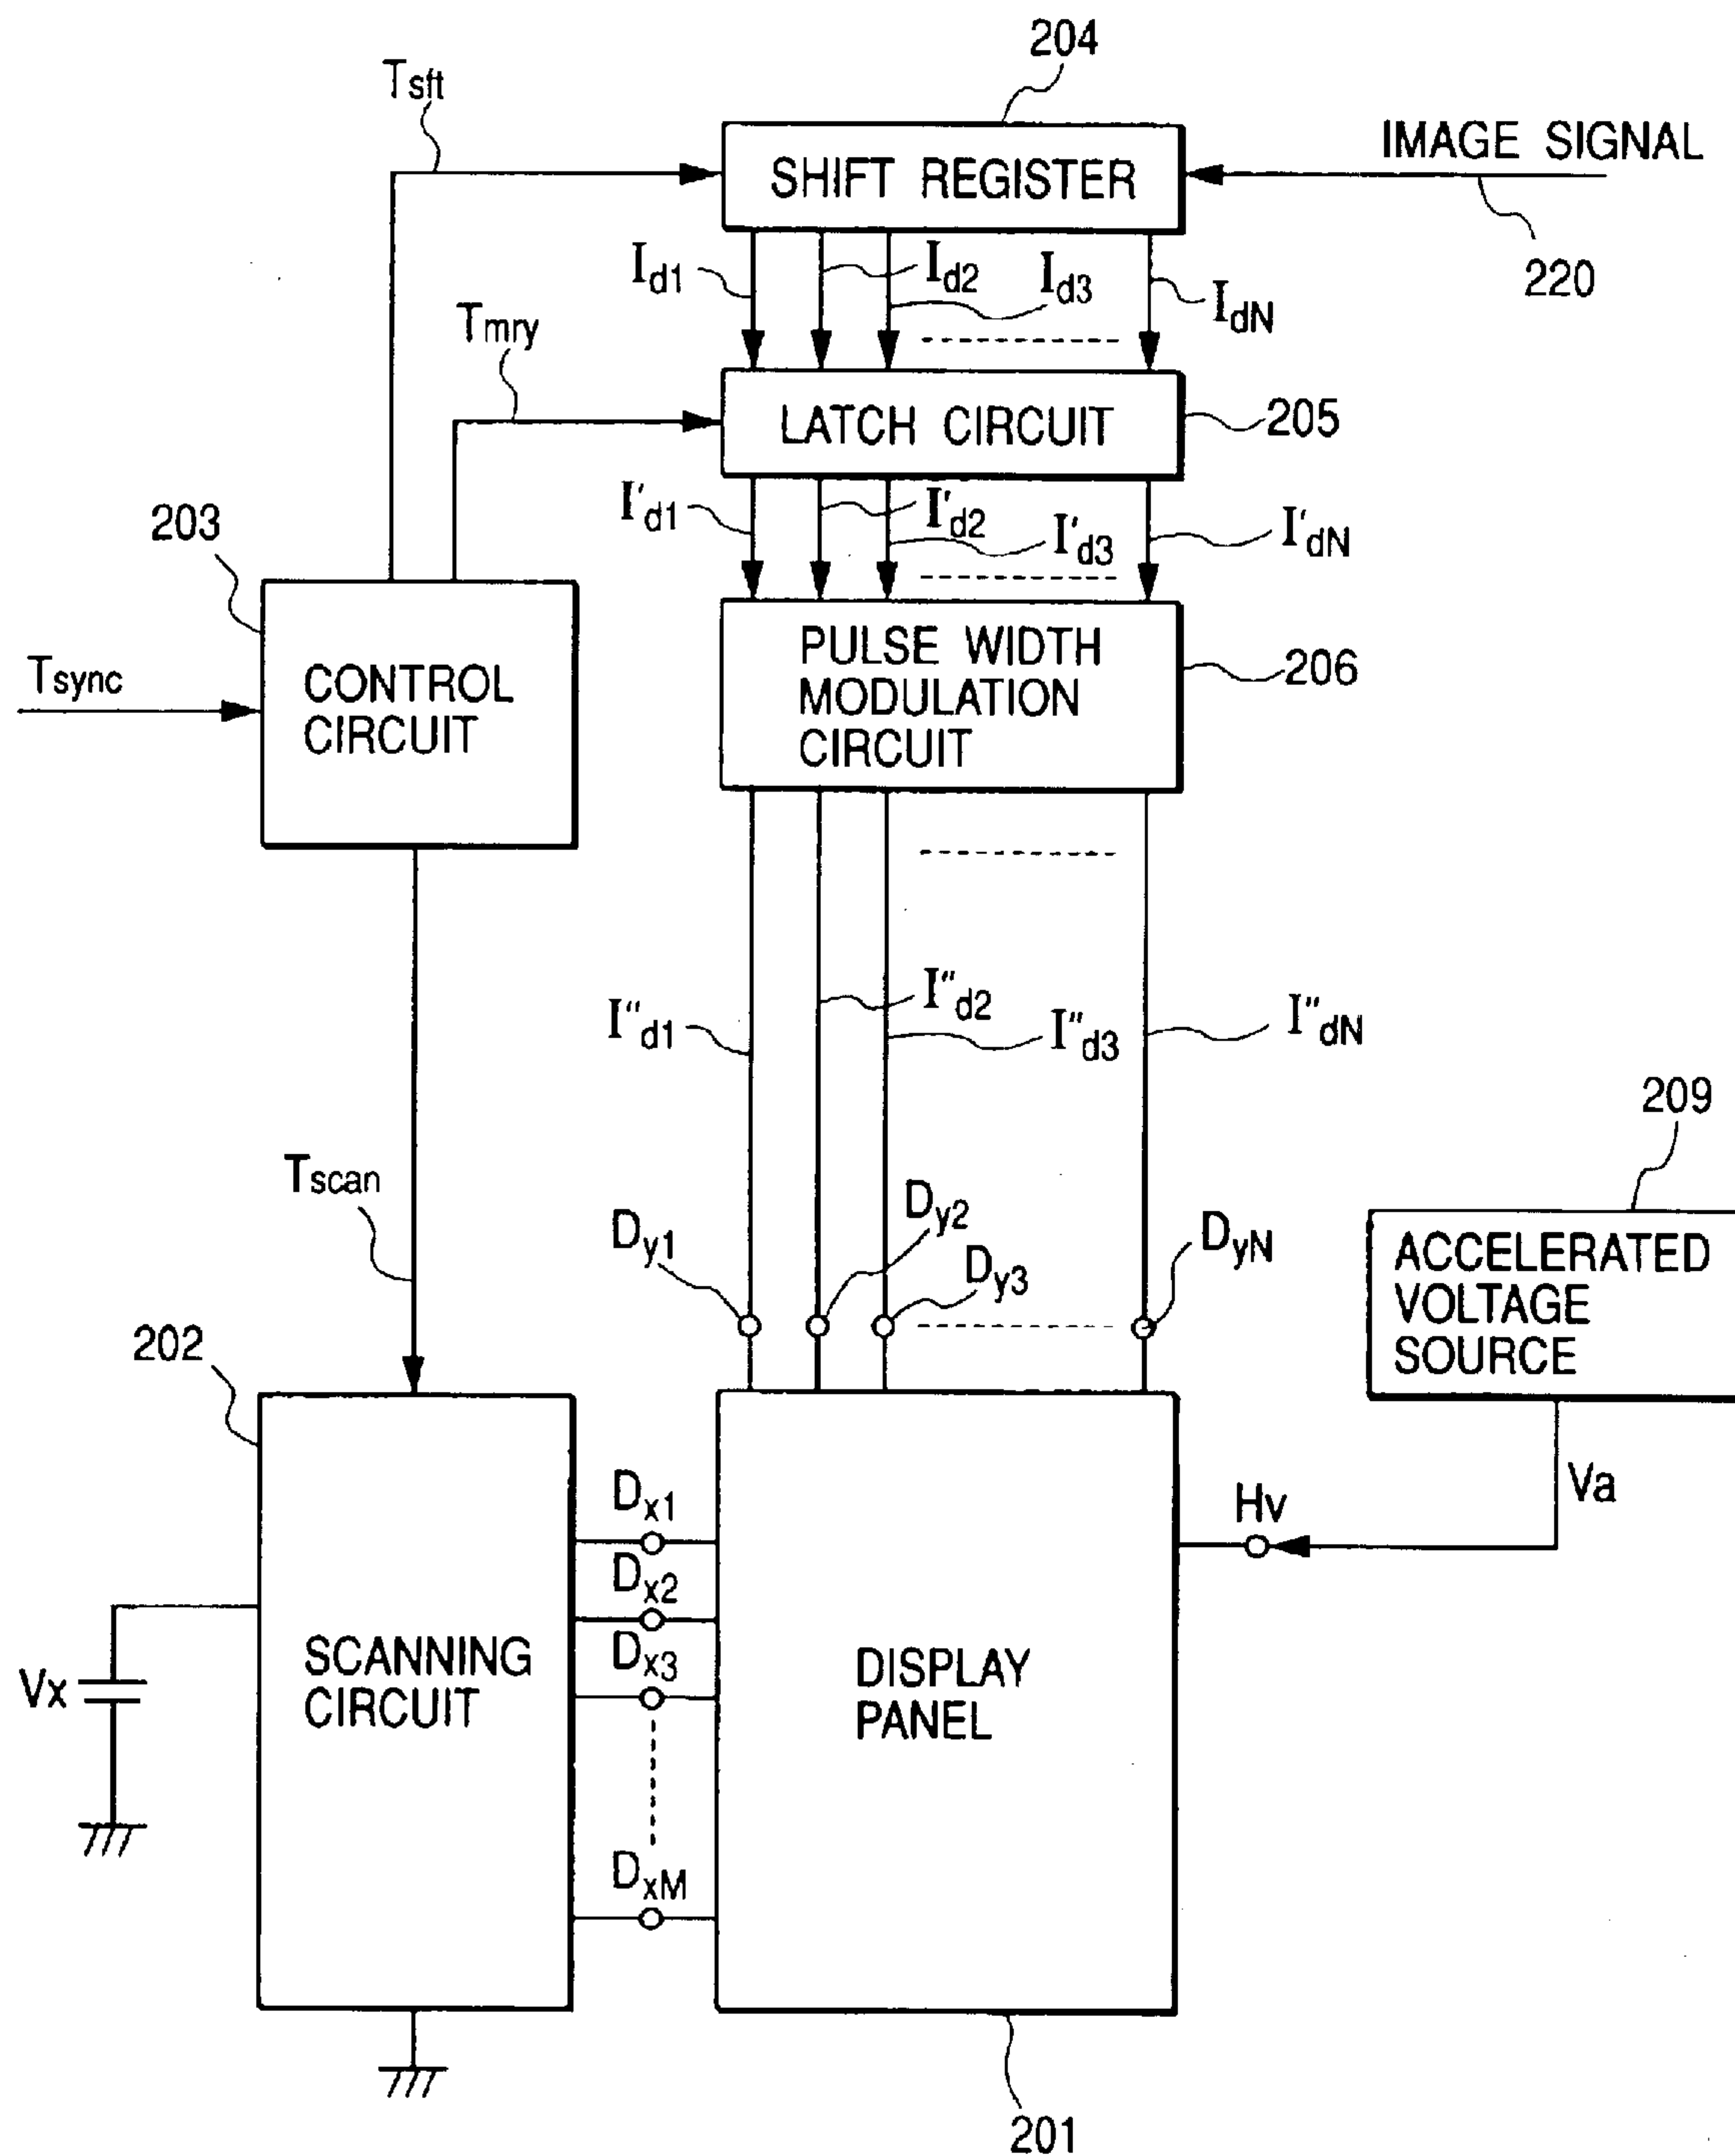 204
Tsft
IMAGE SIGNAL
SHIFT REGISTER
220
Id1
Id2
Id3
IdN
Tmry
LATCH CIRCUIT
205
I'd1
I'd2
I'd3
I'dN
203
PULSE WIDTH
MODULATION
CIRCUIT
206
Tsync
CONTROL
CIRCUIT
I"d1
I"d2
I"d3
I"dN
209
Tscan
Dy1
Dy2
Dy3
DyN
ACCELERATED
VOLTAGE
SOURCE
202
Dx1
Hv
Va
Dx2
Dx3
Vx
SCANNING
CIRCUIT
DISPLAY
PANEL
DxM
201